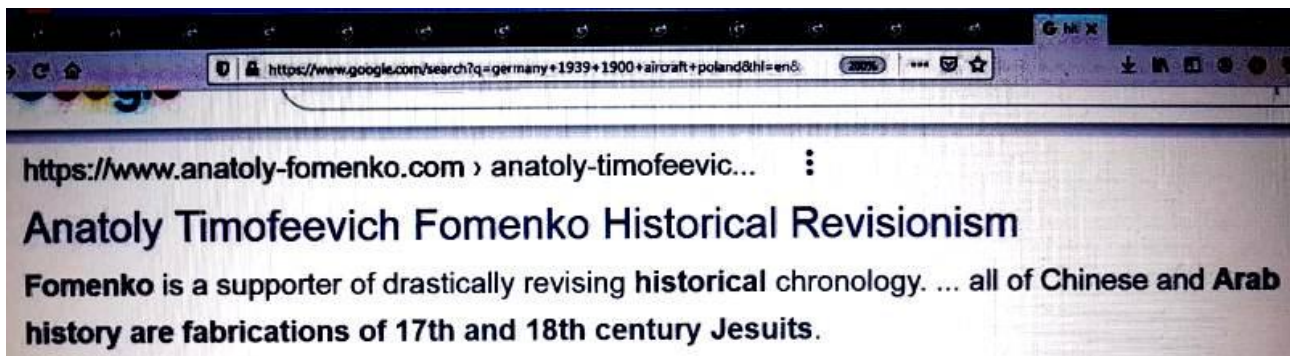 G hi X
https://www.google.com/search?q=germany+1939+1900+aircraft+poland&hl=en&
200%
https://www.anatoly-fomenko.com › anatoly-timofeevic...
Anatoly Timofeevich Fomenko Historical Revisionism
Fomenko is a supporter of drastically revising historical chronology. ... all of Chinese and Arab
history are fabrications of 17th and 18th century Jesuits.